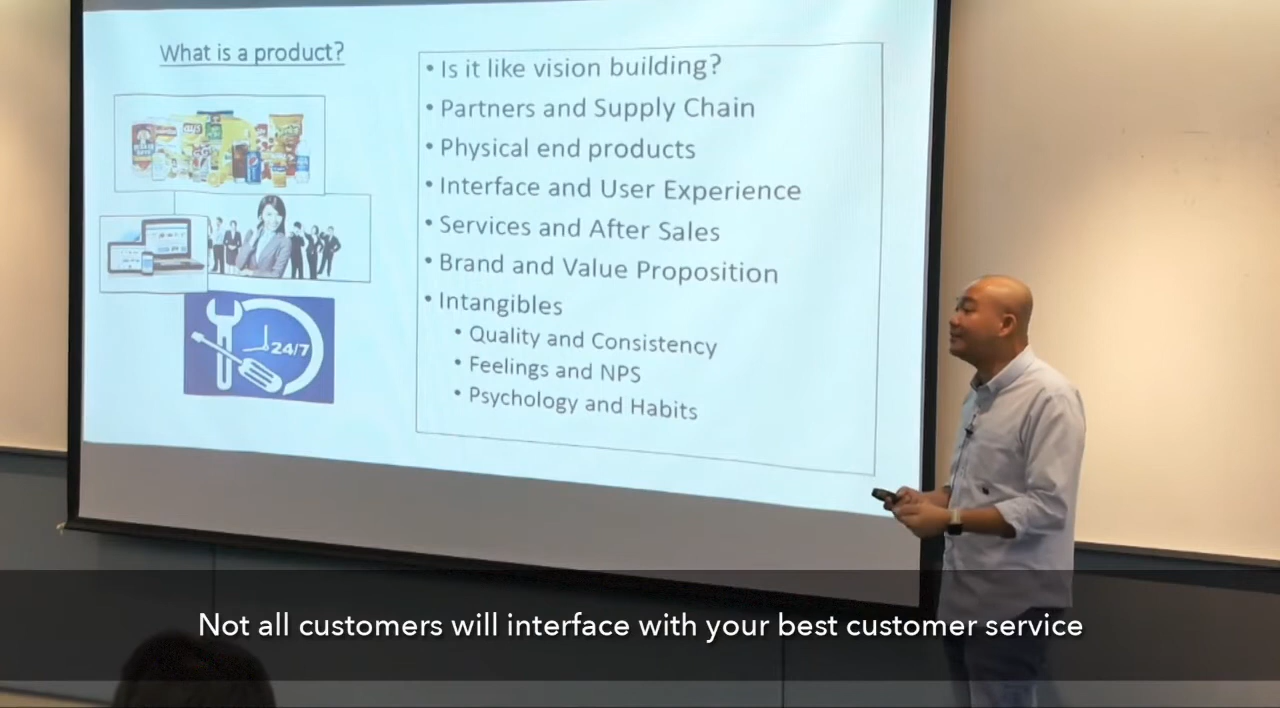 What is a product?
• Is it like vision building?
• Partners and Supply Chain
• Physical end products
• Interface and User Experience
• Services and After Sales
• Brand and Value Proposition
• Intangibles
• Quality and Consistency
• Feelings and NPS
• Psychology and Habits
24/7
Not all customers will interface with your best customer service